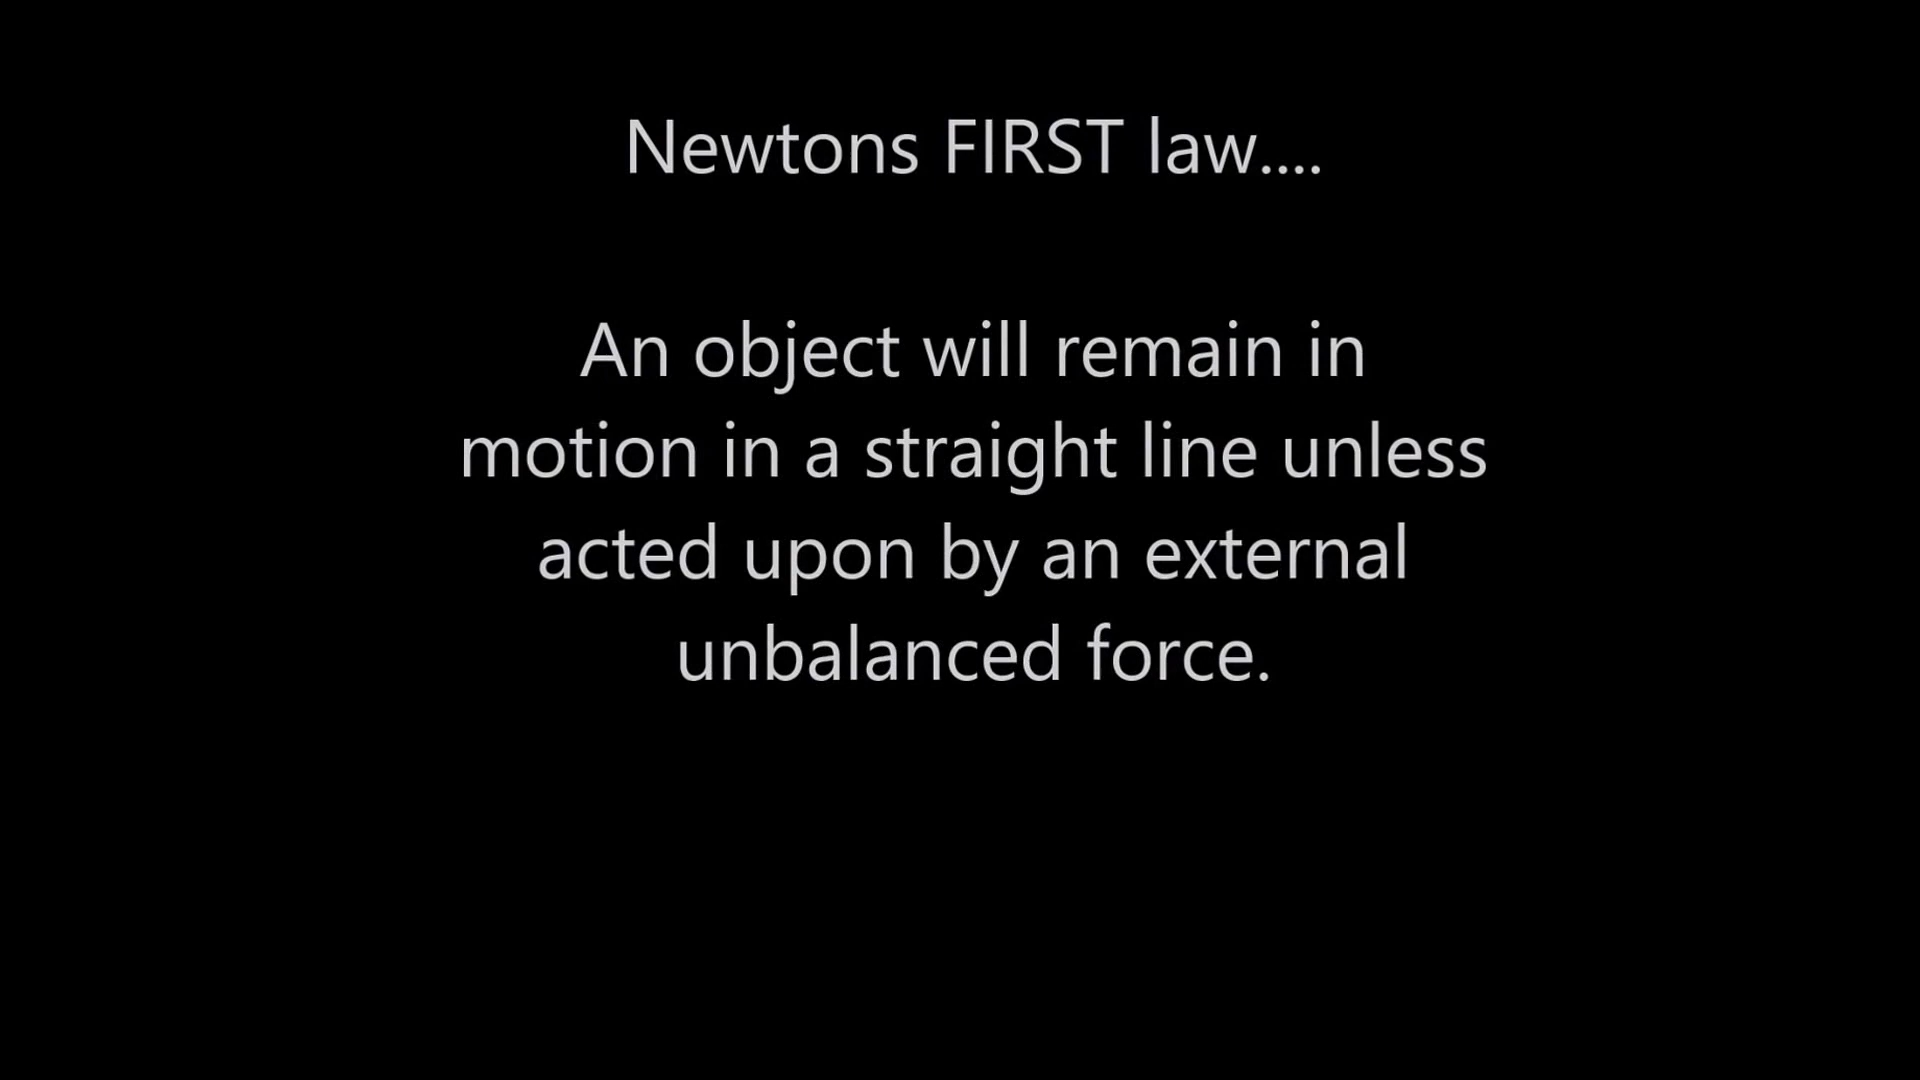 Newtons FIRST law....
An object will remain in
motion in a straight line unless
acted upon by an external
unbalanced force.